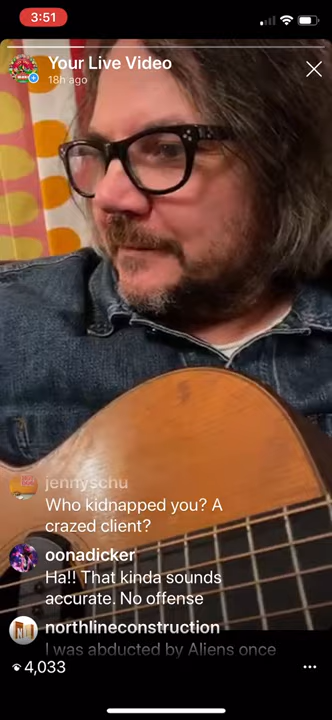 3:51
Your Live Video
18h ago
jennyschu
Who kidnapped you? A
crazed client?
oonadicker
Ha!! That kinda sounds
accurate. No offense
northlineconstruction
I was abducted by Aliens once
4,033